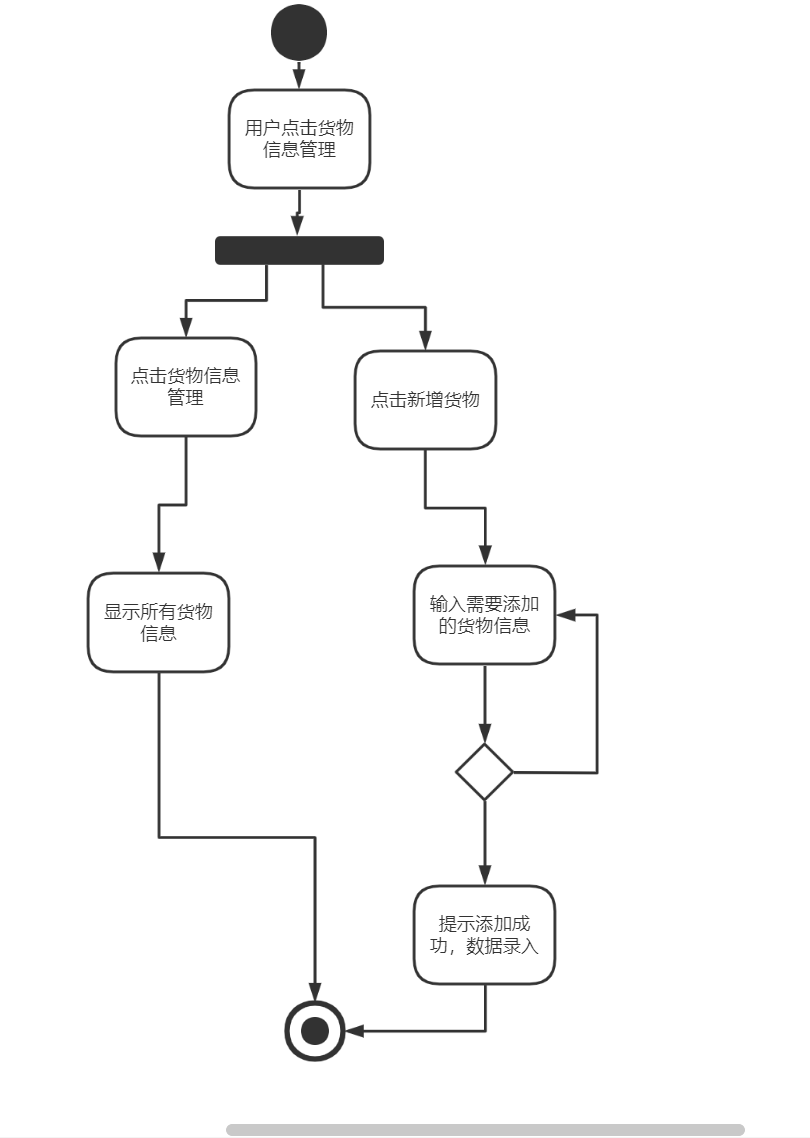 用户点击货物
信息管理
点击货物信息
管理
点击新增货物
显示所有货物
信息
输入需要添加
的货物信息
提示添加成
功，数据录入